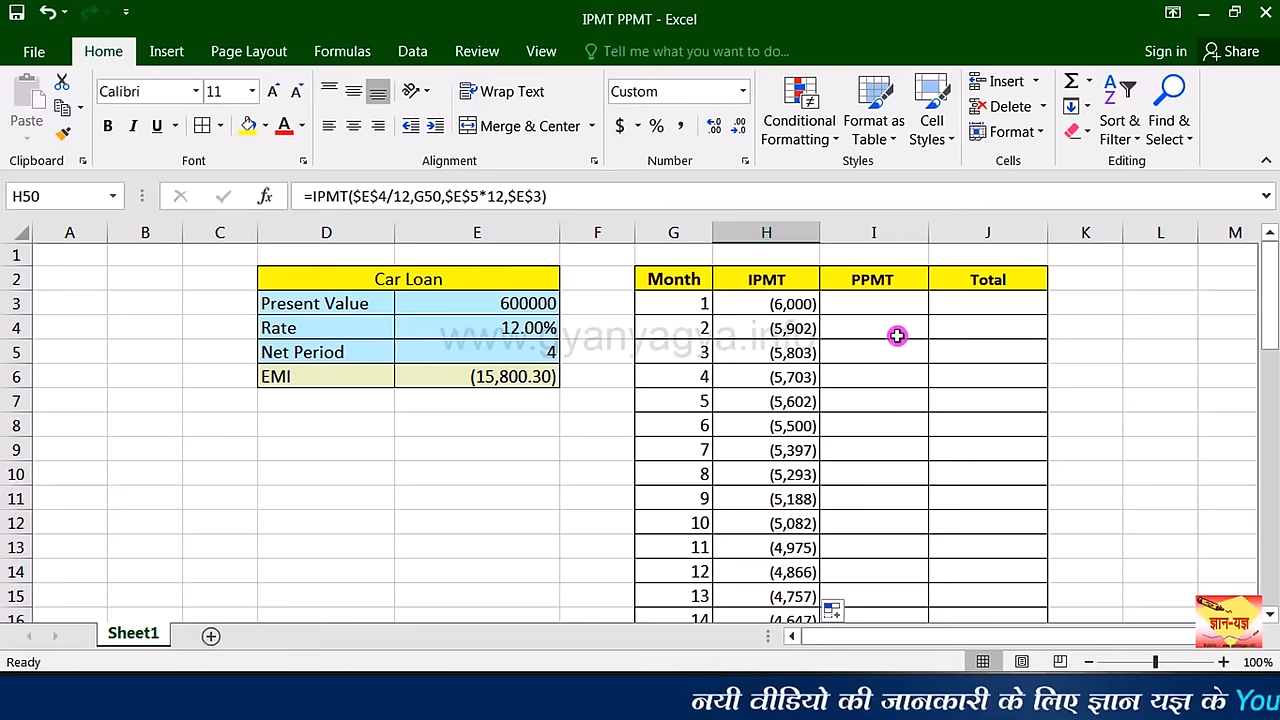 IPMT PPMT - Excel
File Home Insert Page Layout Formulas Data Review View Tell me what you want to do... Sign in Share
Paste
Calibri 11
B I U A
Wrap Text
Merge & Center
Custom
$ % ,
Conditional Formatting
Format as Table
Cell Styles
Insert
Delete
Format
Sort & Filter
Find & Select
Clipboard Font Alignment Number Styles Cells Editing
H50 fx =IPMT($E$4/12,G50,$E$5*12,$E$3)
A B C D E F G H I J K L M
1
2 Car Loan Month IPMT PPMT Total
3 Present Value 600000 1 (6,000)
4 Rate 12.00% 2 (5,902)
www.gyanyagya.info
5 Net Period 4 3 (5,803)
6 EMI (15,800.30) 4 (5,703)
7 5 (5,602)
8 6 (5,500)
9 7 (5,397)
10 8 (5,293)
11 9 (5,188)
12 10 (5,082)
13 11 (4,975)
14 12 (4,866)
15 13 (4,757)
16 14 (4,647)
ज्ञान-यज्ञ
Sheet1
Ready 100%
नयी वीडियो की जानकारी के लिए ज्ञान यज्ञ के You